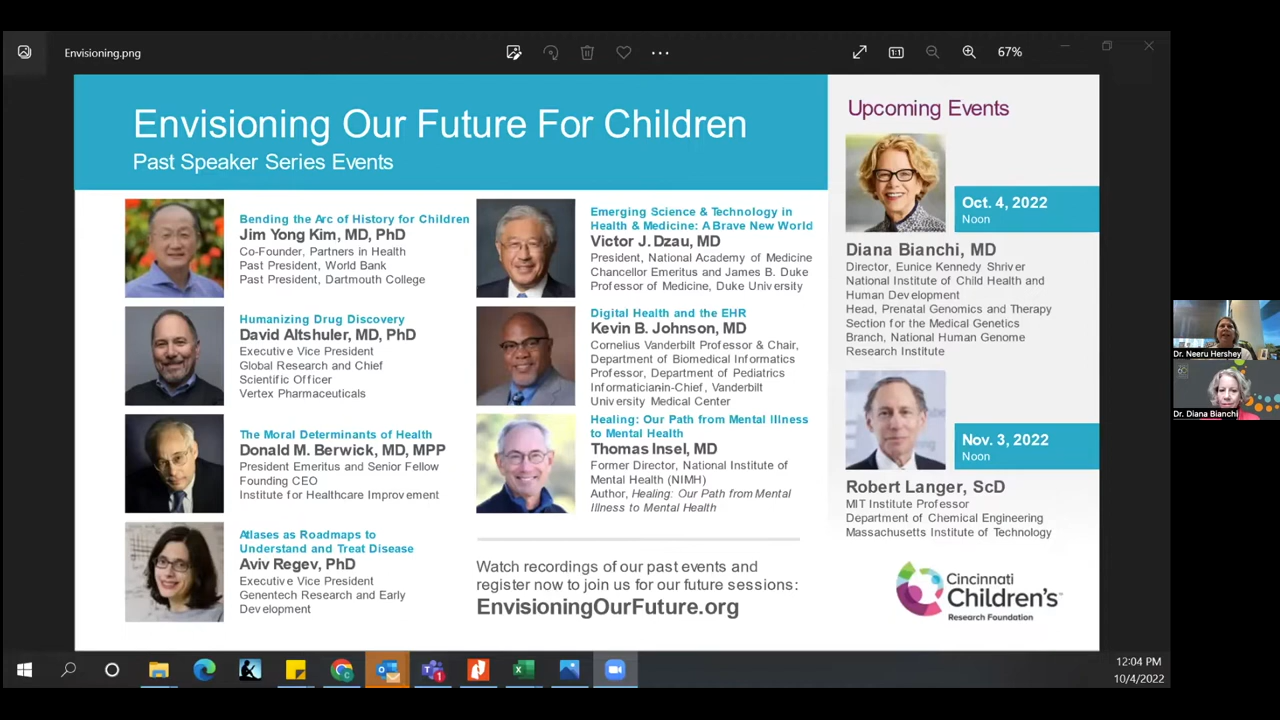 Envisioning.png
67%
Envisioning Our Future For Children
Past Speaker Series Events
Bending the Arc of History for Children
Jim Yong Kim, MD, PhD
Co-Founder, Partners in Health
Past President, World Bank
Past President, Dartmouth College
Humanizing Drug Discovery
David Altshuler, MD, PhD
Executive Vice President
Global Research and Chief
Scientific Officer
Vertex Pharmaceuticals
The Moral Determinants of Health
Donald M. Berwick, MD, MPP
President Emeritus and Senior Fellow
Founding CEO
Institute for Healthcare Improvement
Atlases as Roadmaps to
Understand and Treat Disease
Aviv Regev, PhD
Executive Vice President
Genentech Research and Early
Development
Emerging Science & Technology in
Health & Medicine: A Brave New World
Victor J. Dzau, MD
President, National Academy of Medicine
Chancellor Emeritus and James B. Duke
Professor of Medicine, Duke University
Digital Health and the EHR
Kevin B. Johnson, MD
Cornelius Vanderbilt Professor & Chair,
Department of Biomedical Informatics
Professor, Department of Pediatrics
Informaticianin-Chief, Vanderbilt
University Medical Center
Healing: Our Path from Mental Illness
to Mental Health
Thomas Insel, MD
Former Director, National Institute of
Mental Health (NIMH)
Author, Healing: Our Path from Mental
Illness to Mental Health
Watch recordings of our past events and
register now to join us for our future sessions:
EnvisioningOurFuture.org
Upcoming Events
Oct. 4, 2022
Noon
Diana Bianchi, MD
Director, Eunice Kennedy Shriver
National Institute of Child Health and
Human Development
Head, Prenatal Genomics and Therapy
Section for the Medical Genetics
Branch, National Human Genome
Research Institute
Nov. 3, 2022
Noon
Robert Langer, ScD
MIT Institute Professor
Department of Chemical Engineering
Massachusetts Institute of Technology
Cincinnati
Children's™
Research Foundation
Dr. Neeru Hershey
Dr. Diana Bianchi
12:04 PM
10/4/2022